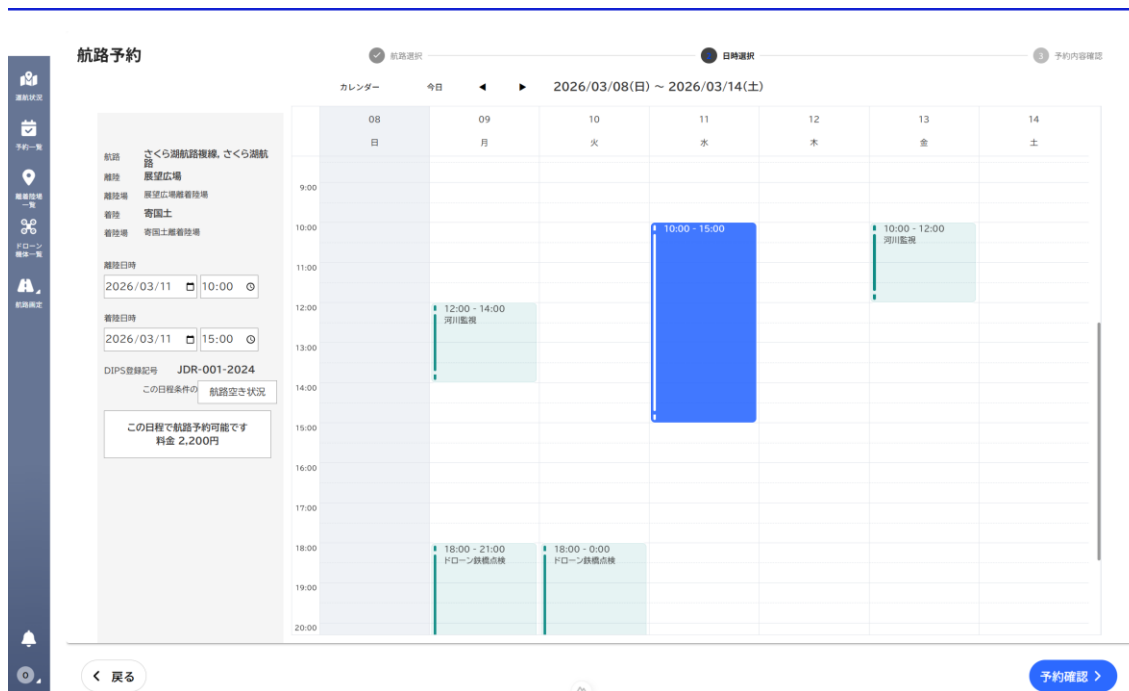 航路予約
航路選択
日時選択
3 予約内容確認
運航状況
予約一覧
離着陸場
一覧
ドローン
機体一覧
航路画定
カレンダー 今日 ◀ ▶ 2026/03/08(日) ~ 2026/03/14(土)
航路 さくら湖航路複線, さくら湖航
路
離陸 展望広場
離陸場 展望広場離着陸場
着陸 寄国土
着陸場 寄国土離着陸場
離陸日時
2026/03/11 10:00
着陸日時
2026/03/11 15:00
DIPS登録記号 JDR-001-2024
この日程条件の 航路空き状況
この日程で航路予約可能です
料金 2,200円
08 09 10 11 12 13 14
日 月 火 水 木 金 土
9:00
10:00
10:00 - 15:00
10:00 - 12:00
河川監視
11:00
12:00
12:00 - 14:00
河川監視
13:00
14:00
15:00
16:00
17:00
18:00
18:00 - 21:00
ドローン鉄橋点検
18:00 - 0:00
ドローン鉄橋点検
19:00
20:00
O
戻る
予約確認